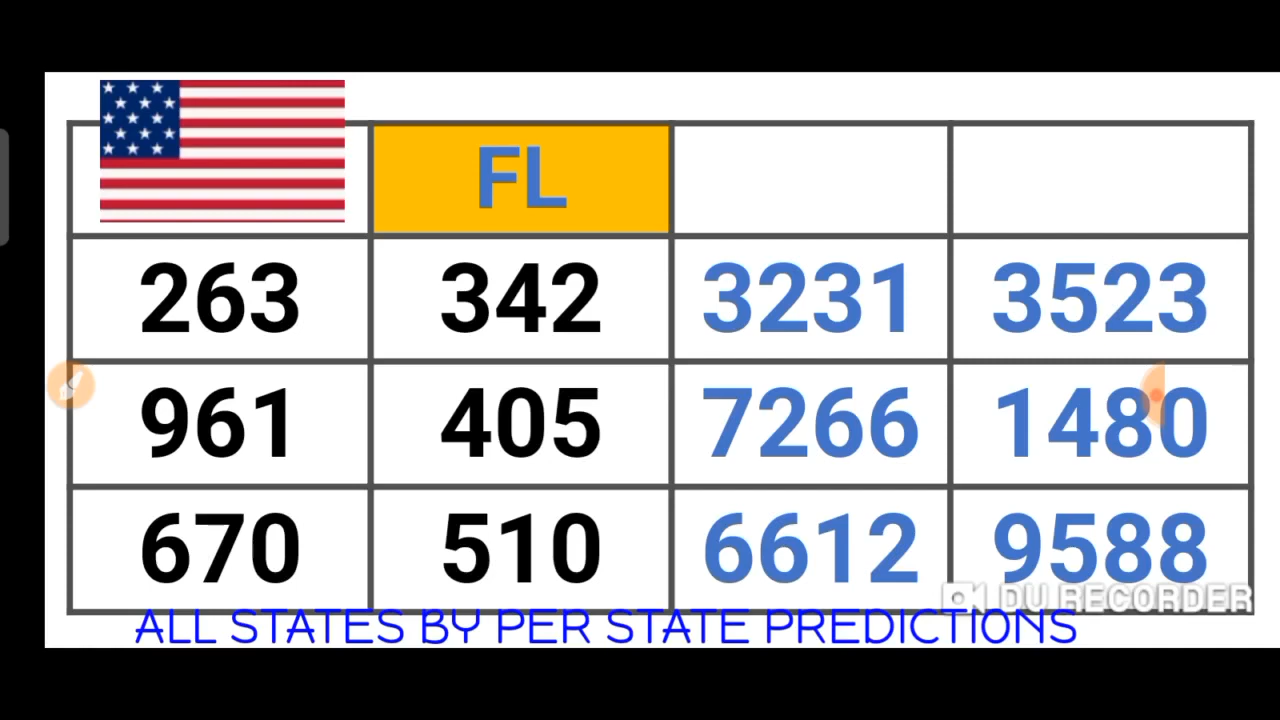 FL
263 342 3231 3523
961 405 7266 1480
670 510 6612 9588
DU RECORDER
ALL STATES BY PER STATE PREDICTIONS